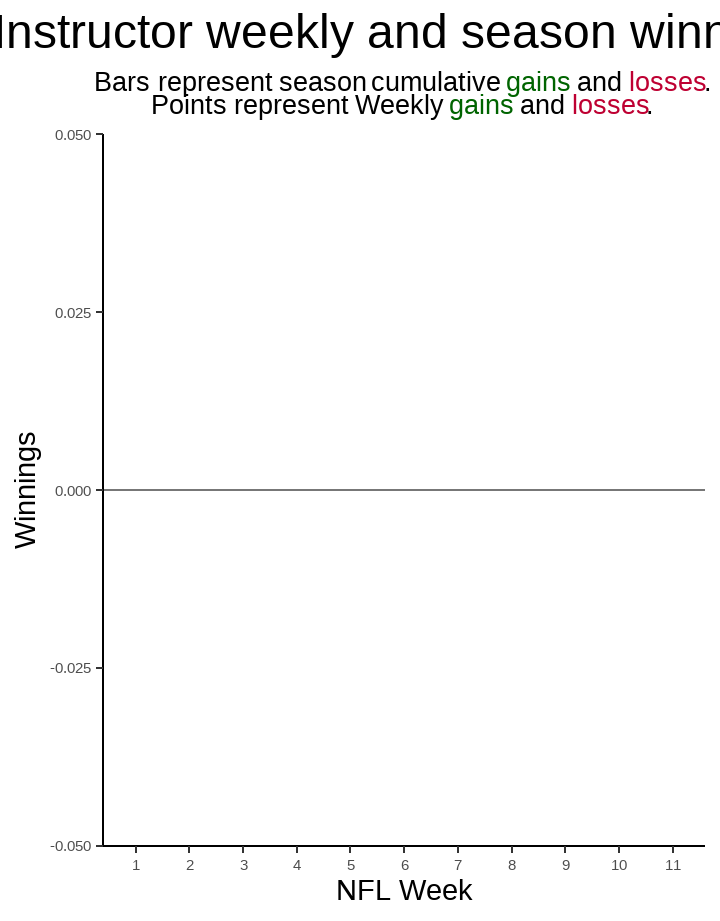 Instructor weekly and season winn
Bars represent season cumulative gains and losses.
Points represent Weekly gains and losses.
0.050
0.025
0.000
-0.025
-0.050
Winnings
1 2 3 4 5 6 7 8 9 10 11
NFL Week